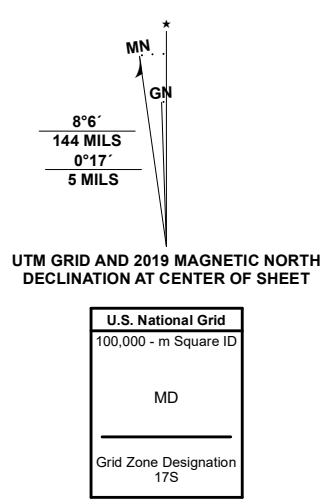 MN
GN
8°6´
144 MILS
0°17´
5 MILS
UTM GRID AND 2019 MAGNETIC NORTH
DECLINATION AT CENTER OF SHEET
U.S. National Grid
100,000 - m Square ID
MD
Grid Zone Designation
17S